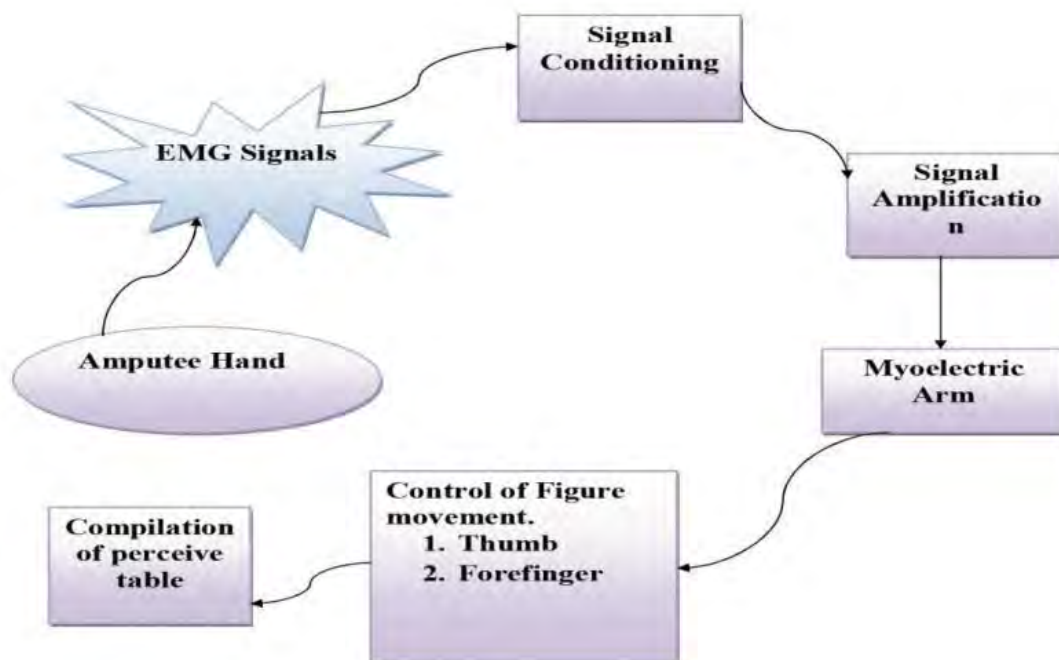 Signal
Conditioning
EMG Signals
Signal
Amplificatio
n
Amputee Hand
Myoelectric
Arm
Control of Figure
movement.
1. Thumb
2. Forefinger
Compilation
of perceive
table